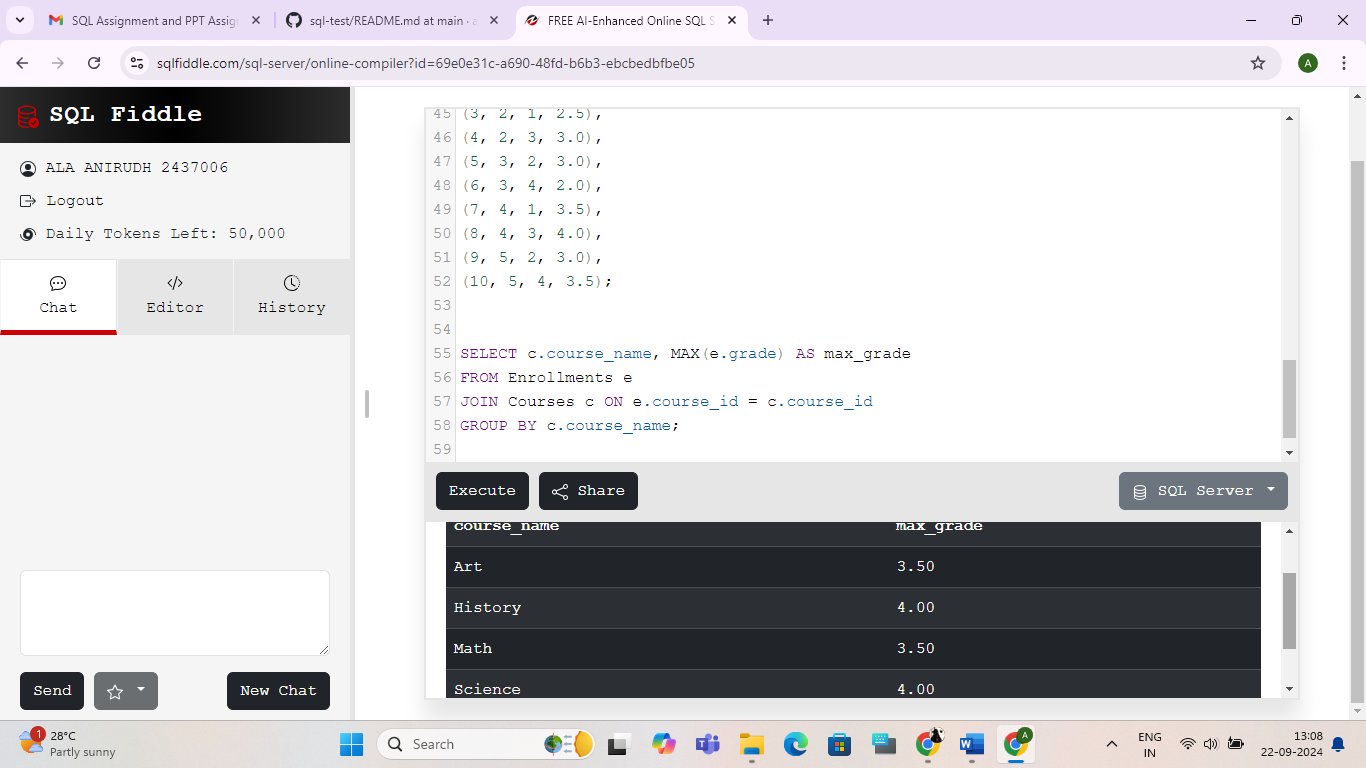 SQL Assignment and PPT Assig
sql-test/README.md at main · a
FREE AI-Enhanced Online SQL S
sqlfiddle.com/sql-server/online-compiler?id=69e0e31c-a690-48fd-b6b3-ebcbedbfbe05
A
SQL Fiddle
ALA ANIRUDH 2437006
Logout
Daily Tokens Left: 50,000
Chat
Editor
History
Send
New Chat
45 (3, 2, 1, 2.5),
46 (4, 2, 3, 3.0),
47 (5, 3, 2, 3.0),
48 (6, 3, 4, 2.0),
49 (7, 4, 1, 3.5),
50 (8, 4, 3, 4.0),
51 (9, 5, 2, 3.0),
52 (10, 5, 4, 3.5);
53
54
55 SELECT c.course_name, MAX(e.grade) AS max_grade
56 FROM Enrollments e
57 JOIN Courses c ON e.course_id = c.course_id
58 GROUP BY c.course_name;
59
Execute
Share
SQL Server
course_name max_grade
Art 3.50
History 4.00
Math 3.50
Science 4.00
1
28°C
Partly sunny
Search
A
ENG
IN
13:08
22-09-2024